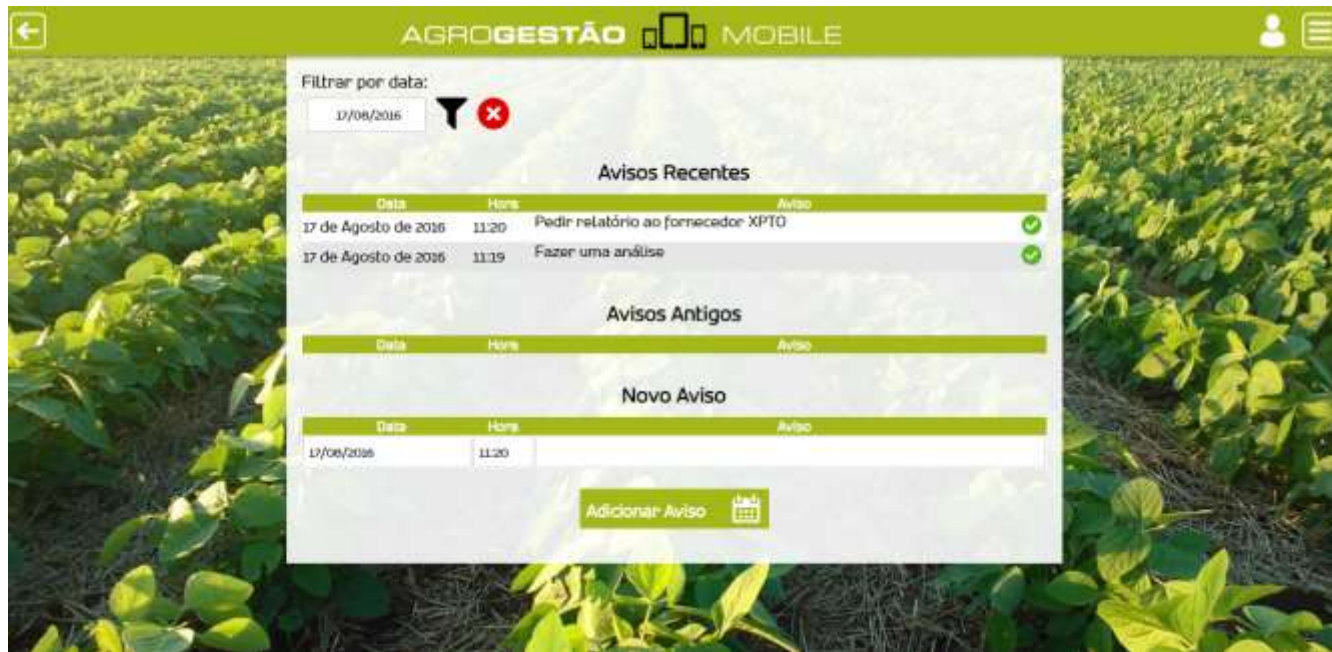 AGROGESTÃO MOBILE
Filtrar por data:
17/08/2016
Avisos Recentes
Data Hora Aviso
17 de Agosto de 2016 11:20 Pedir relatório ao fornecedor XPTO
17 de Agosto de 2016 11:19 Fazer uma análise
Avisos Antigos
Data Hora Aviso
Novo Aviso
Data Hora Aviso
17/08/2016 11:20
Adicionar Aviso